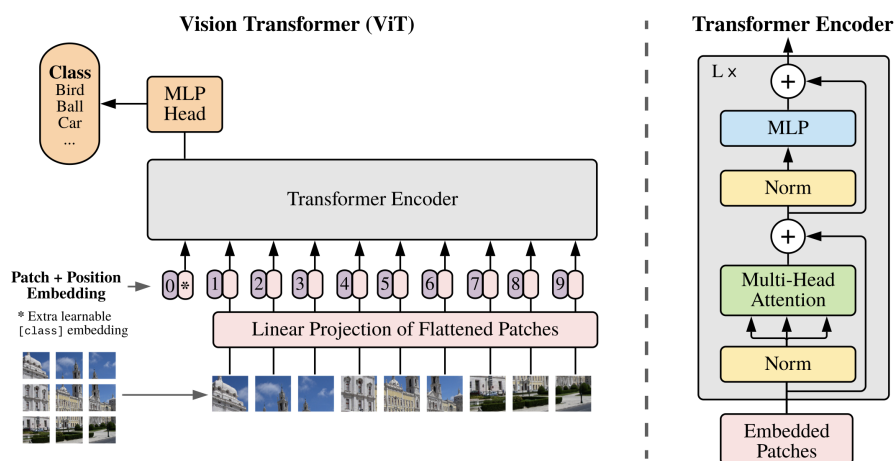 Vision Transformer (ViT)
Class
Bird
Ball
Car
...
MLP
Head
Transformer Encoder
0 * 1 2 3 4 5 6 7 8 9
Patch + Position
Embedding
* Extra learnable
[class] embedding
Linear Projection of Flattened Patches
Transformer Encoder
L ×
+
MLP
Norm
+
Multi-Head
Attention
Norm
Embedded
Patches